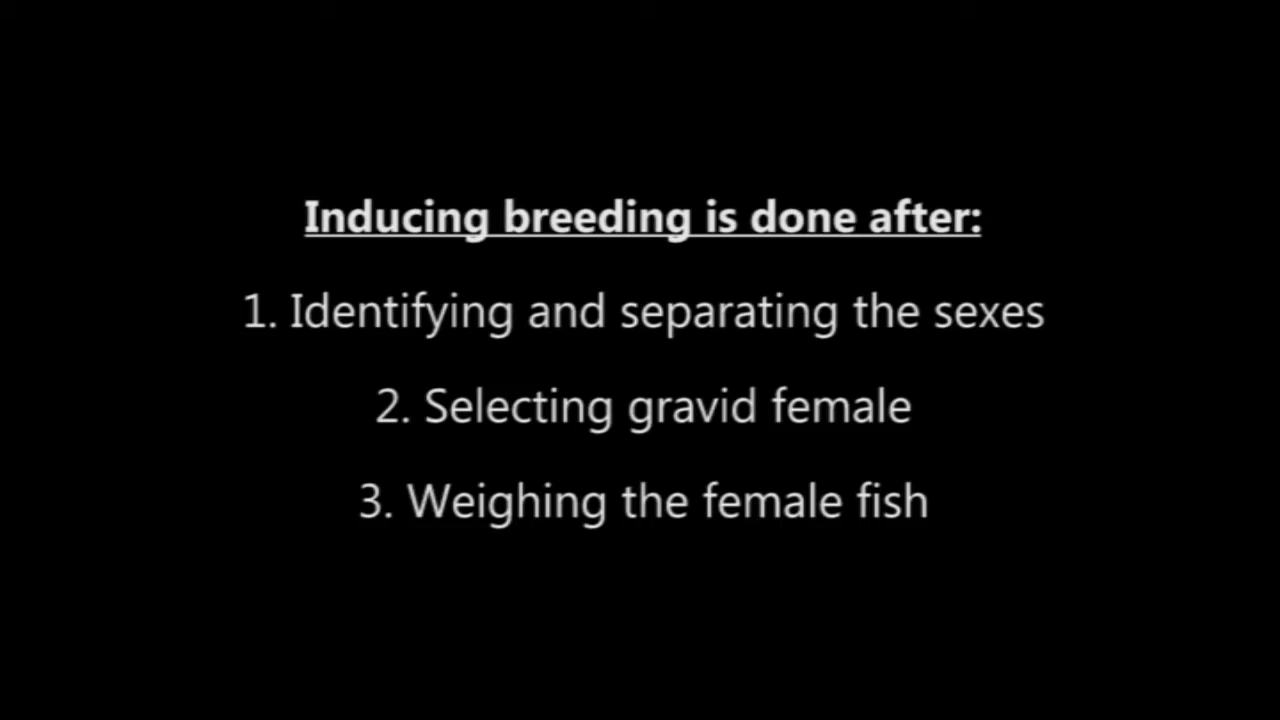 Inducing breeding is done after:
1. Identifying and separating the sexes
2. Selecting gravid female
3. Weighing the female fish